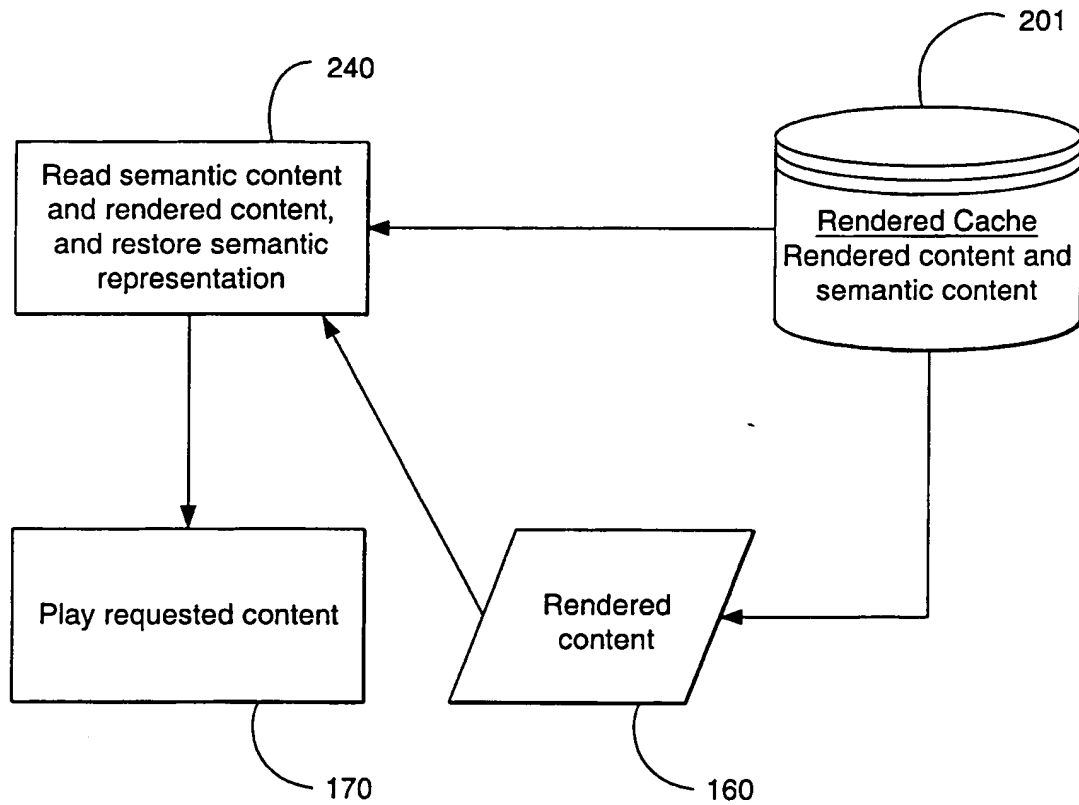 201
240
Read semantic content
and rendered content,
and restore semantic
representation
Rendered Cache
Rendered content and
semantic content
Play requested content
Rendered
content
170
160